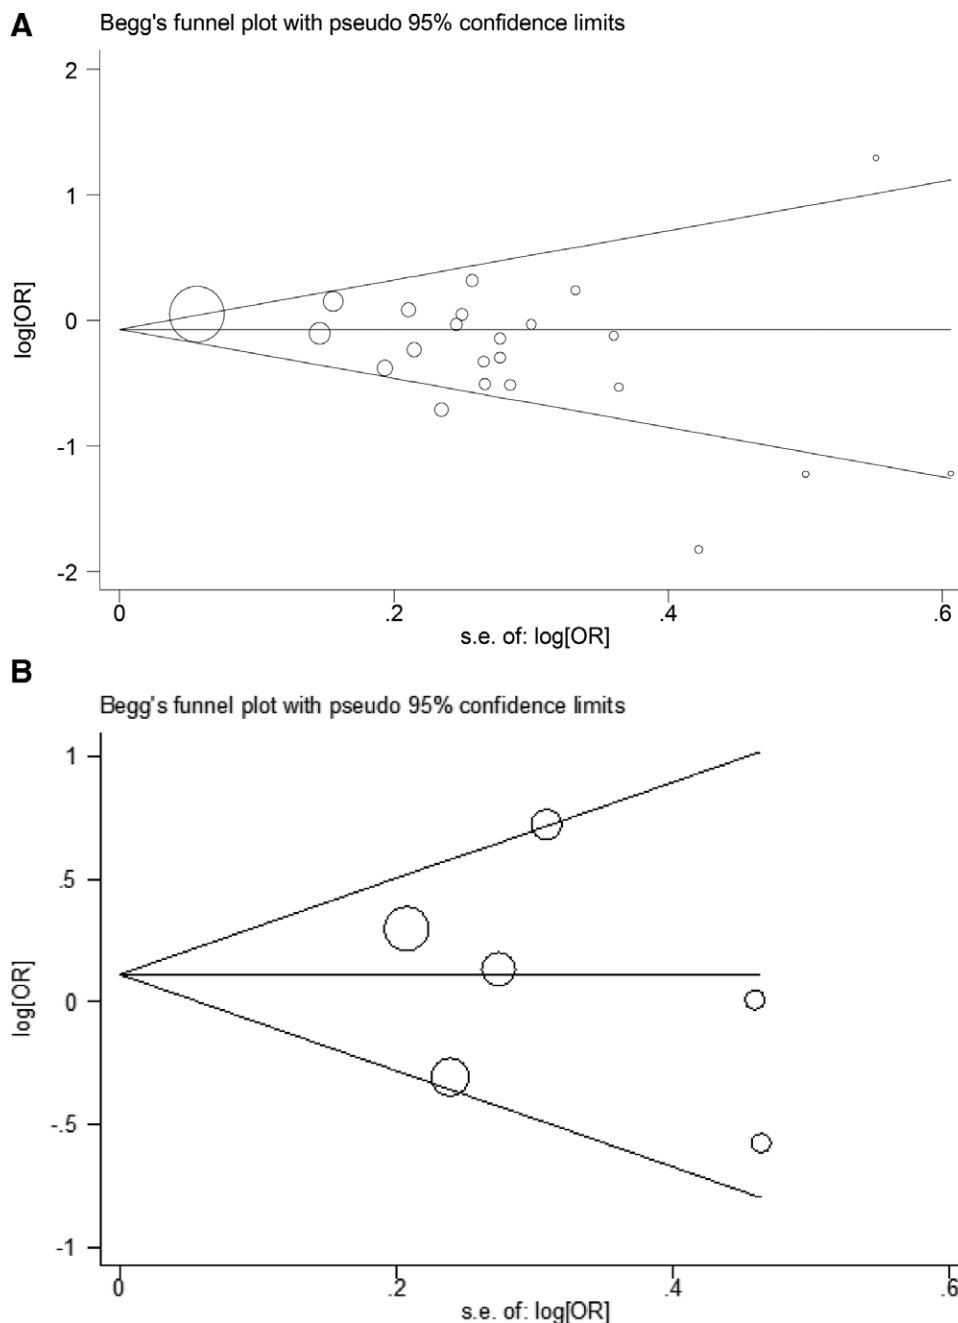 A
Begg's funnel plot with pseudo 95% confidence limits
2
1
0
-1
-2
log[OR]
0
.2
.4
.6
s.e. of: log[OR]
B
Begg's funnel plot with pseudo 95% confidence limits
1
.5
0
-.5
-1
log[OR]
0
.2
.4
.6
s.e. of: log[OR]